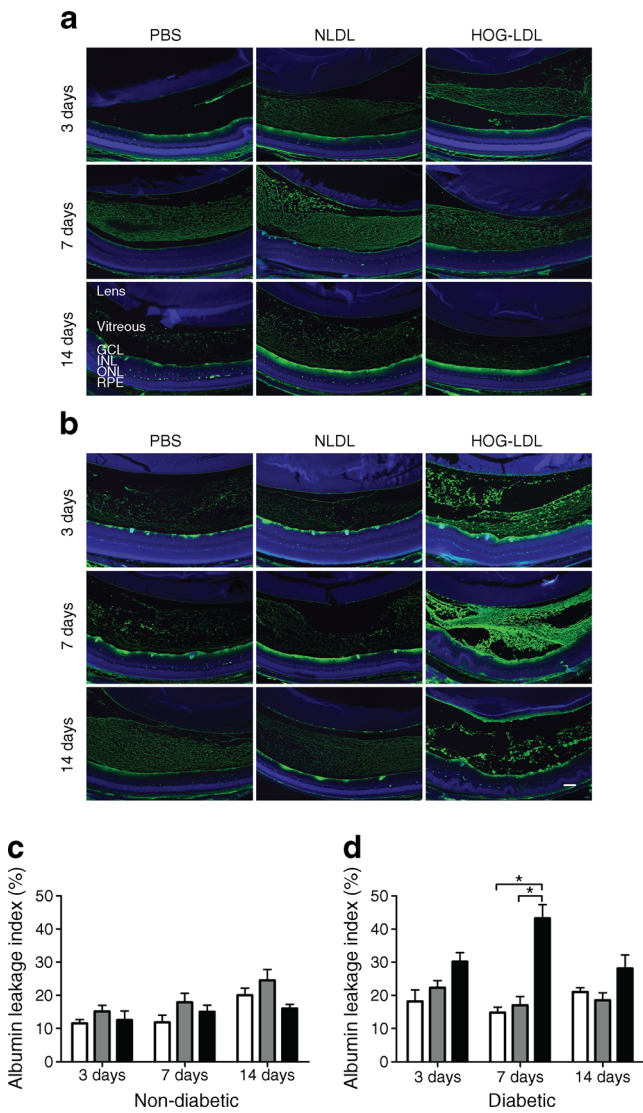 a
PBS NLDL HOG-LDL
3 days
7 days
14 days
Lens
Vitreous
GCL
INL
ONL
RPE
b
PBS NLDL HOG-LDL
3 days
7 days
14 days
c
Albumin leakage index (%)
50
40
30
20
10
0
3 days 7 days 14 days
Non-diabetic
d
Albumin leakage index (%)
50
40
30
20
10
0
*
*
3 days 7 days 14 days
Diabetic